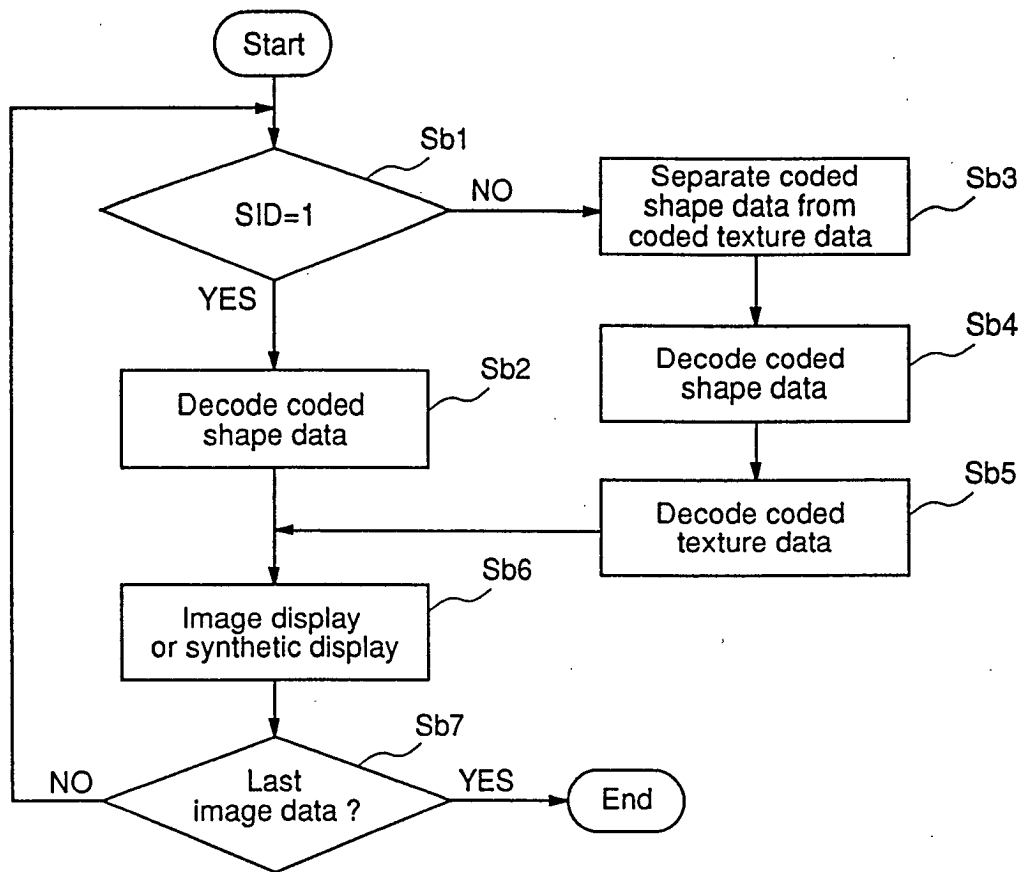 Start
Sb1
SID=1
NO
YES
Separate coded
shape data from
coded texture data
Sb3
Decode coded
shape data
Sb4
Decode coded
shape data
Sb2
Decode coded
texture data
Sb5
Image display
or synthetic display
Sb6
Last
image data ?
Sb7
NO
YES
End